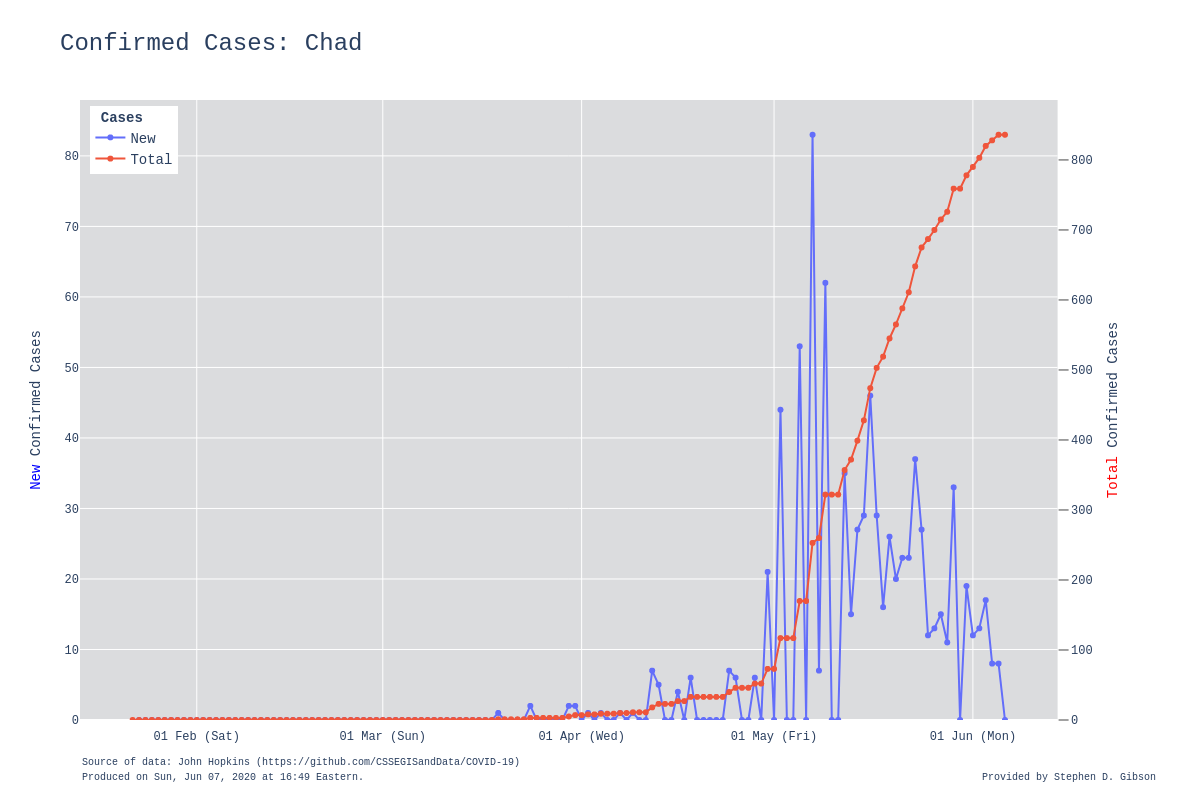 Confirmed Cases: Chad
Cases
New
Total
80
70
60
50
40
30
20
10
0
New Confirmed Cases
800
700
600
500
400
300
200
100
0
Total Confirmed Cases
01 Feb (Sat)
01 Mar (Sun)
01 Apr (Wed)
01 May (Fri)
01 Jun (Mon)
Source of data: John Hopkins (https://github.com/CSSEGISandData/COVID-19)
Produced on Sun, Jun 07, 2020 at 16:49 Eastern.
Provided by Stephen D. Gibson